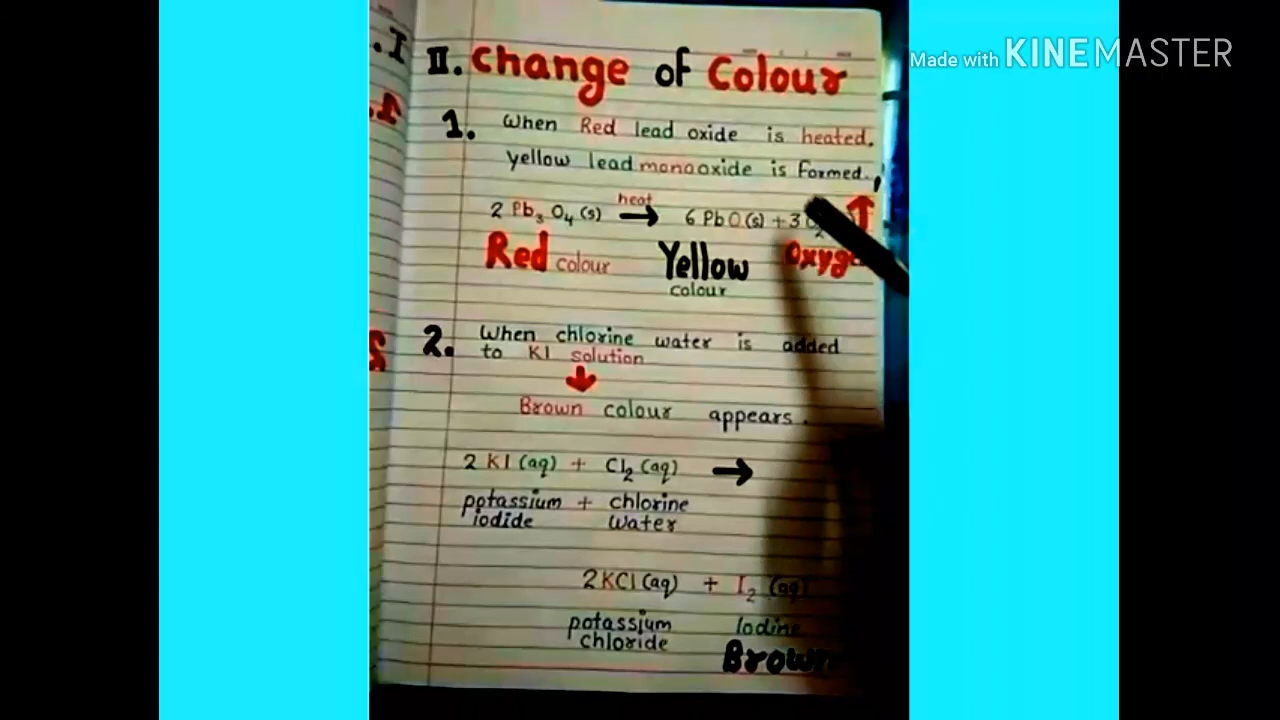 Made with KINEMASTER
II. Change of Colour
1. When Red lead oxide is heated,
yellow lead monooxide is formed.
heat
2 Pb₃ O₄ (s) → 6 PbO (s) + 3
Red colour Yellow
colour
2. When chlorine water is added
to KI solution
↓
Brown colour appears.
2 KI (aq) + Cl₂ (aq) →
potassium + chlorine
iodide water
2KCl (aq) + I₂ (aq)
potassium Iodine
chloride
Brown